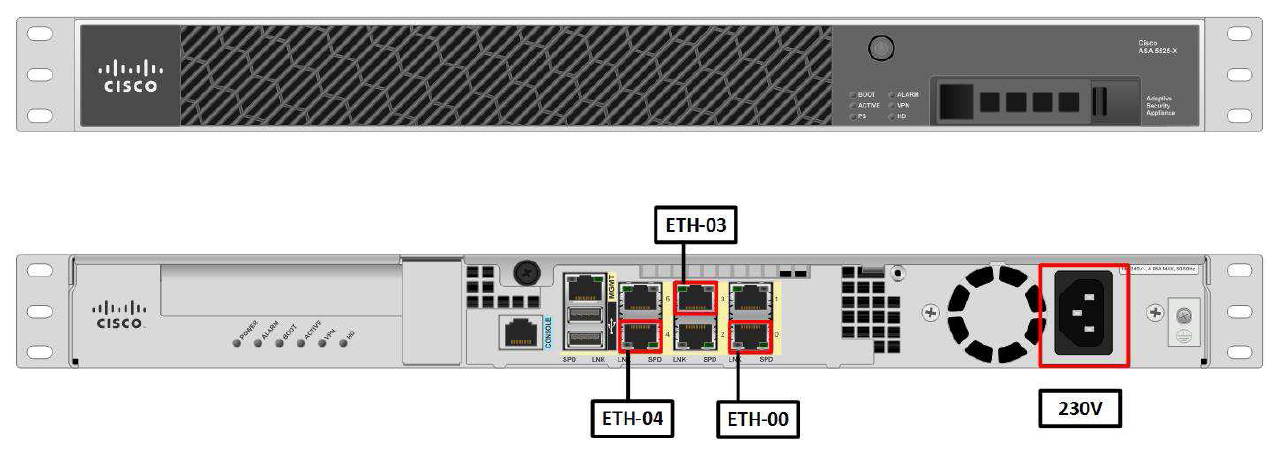 CISCO
Cisco
ASA 5525-X
BOOT ALARM
ACTIVE VPN
PS HD
Adaptive
Security
Appliance
ETH-03
CISCO
POWER ALARM BOOT ACTIVE VPN HD
CONSOLE
MGMT
5 3 1
4 2 0
SPD LNK LNK SPD LNK SPD LNK SPD
ETH-04
ETH-00
230V